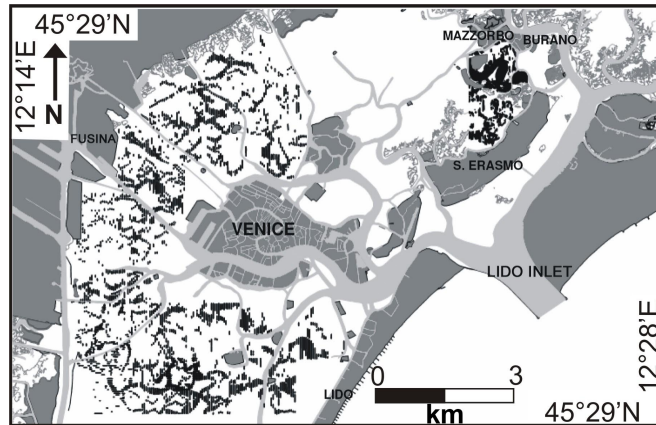 45°29'N
12°14'E
N
MAZZORBO
BURANO
FUSINA
S. ERASMO
VENICE
LIDO INLET
12°28'E
LIDO
0 3
km
45°29'N